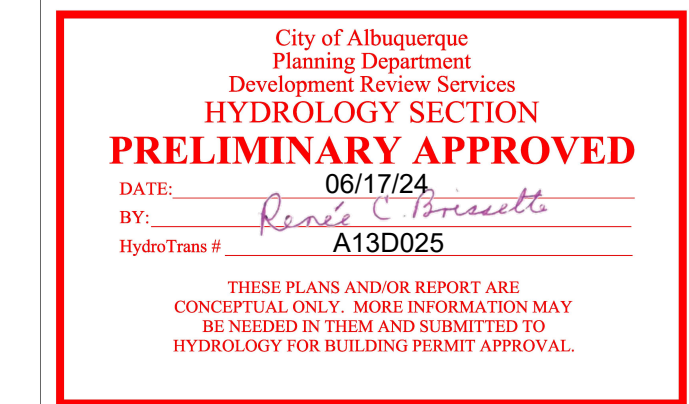 City of Albuquerque
Planning Department
Development Review Services
HYDROLOGY SECTION
PRELIMINARY APPROVED
DATE: 06/17/24
BY: Renée C. Brissette
HydroTrans # A13D025
THESE PLANS AND/OR REPORT ARE
CONCEPTUAL ONLY. MORE INFORMATION MAY
BE NEEDED IN THEM AND SUBMITTED TO
HYDROLOGY FOR BUILDING PERMIT APPROVAL.